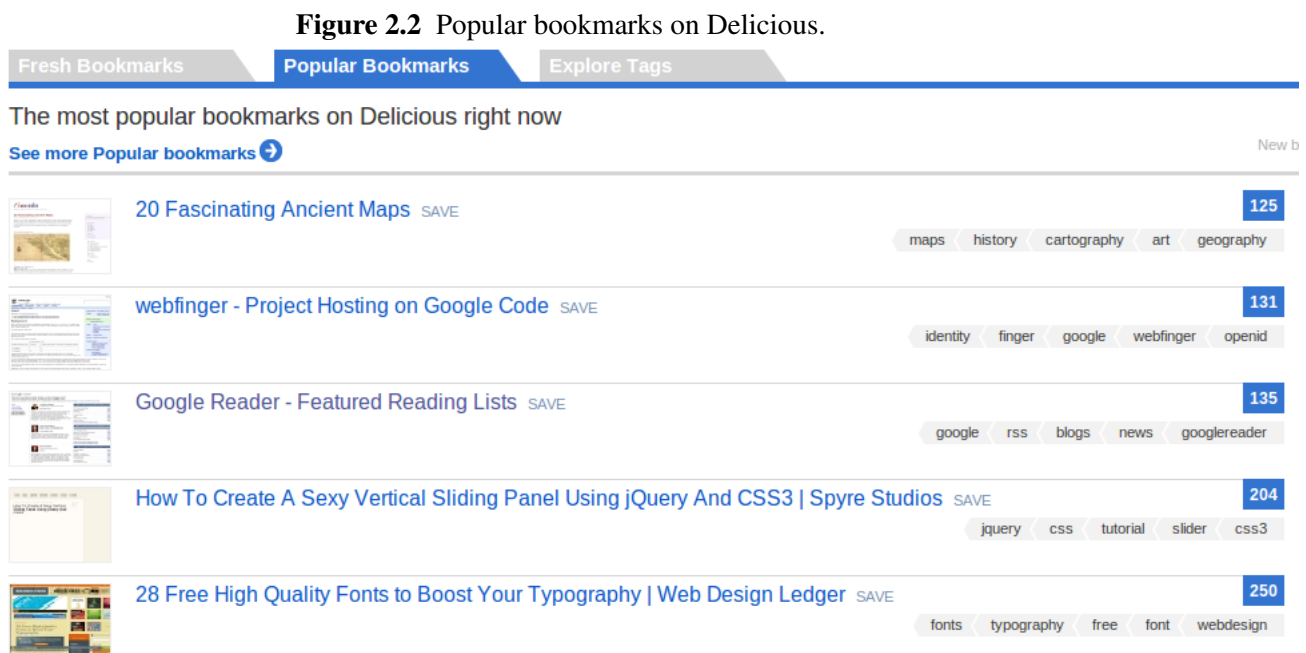 Figure 2.2 Popular bookmarks on Delicious.
Fresh Bookmarks Popular Bookmarks Explore Tags
The most popular bookmarks on Delicious right now
See more Popular bookmarks
New b
20 Fascinating Ancient Maps SAVE 125
maps history cartography art geography
webfinger - Project Hosting on Google Code SAVE 131
identity finger google webfinger openid
Google Reader - Featured Reading Lists SAVE 135
google rss blogs news googlereader
How To Create A Sexy Vertical Sliding Panel Using jQuery And CSS3 | Spyre Studios SAVE 204
jquery css tutorial slider css3
28 Free High Quality Fonts to Boost Your Typography | Web Design Ledger SAVE 250
fonts typography free font webdesign